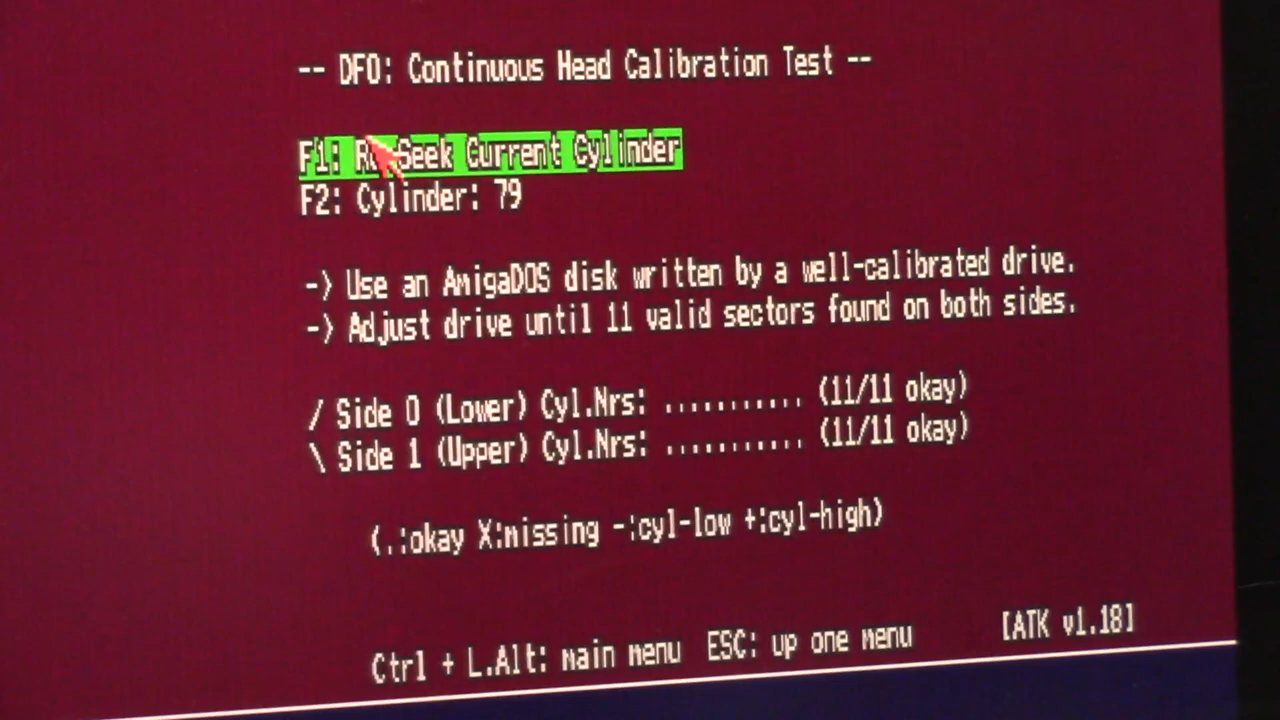 -- DF0: Continuous Head Calibration Test --
F1: Re-Seek Current Cylinder
F2: Cylinder: 79
-> Use an AmigaDOS disk written by a well-calibrated drive.
-> Adjust drive until 11 valid sectors found on both sides.
/ Side 0 (Lower) Cyl.Nrs: ........... (11/11 okay)
\ Side 1 (Upper) Cyl.Nrs: ........... (11/11 okay)
(.:okay X:missing -:cyl-low +:cyl-high)
Ctrl + L.Alt: main menu ESC: up one menu [ATK v1.18]